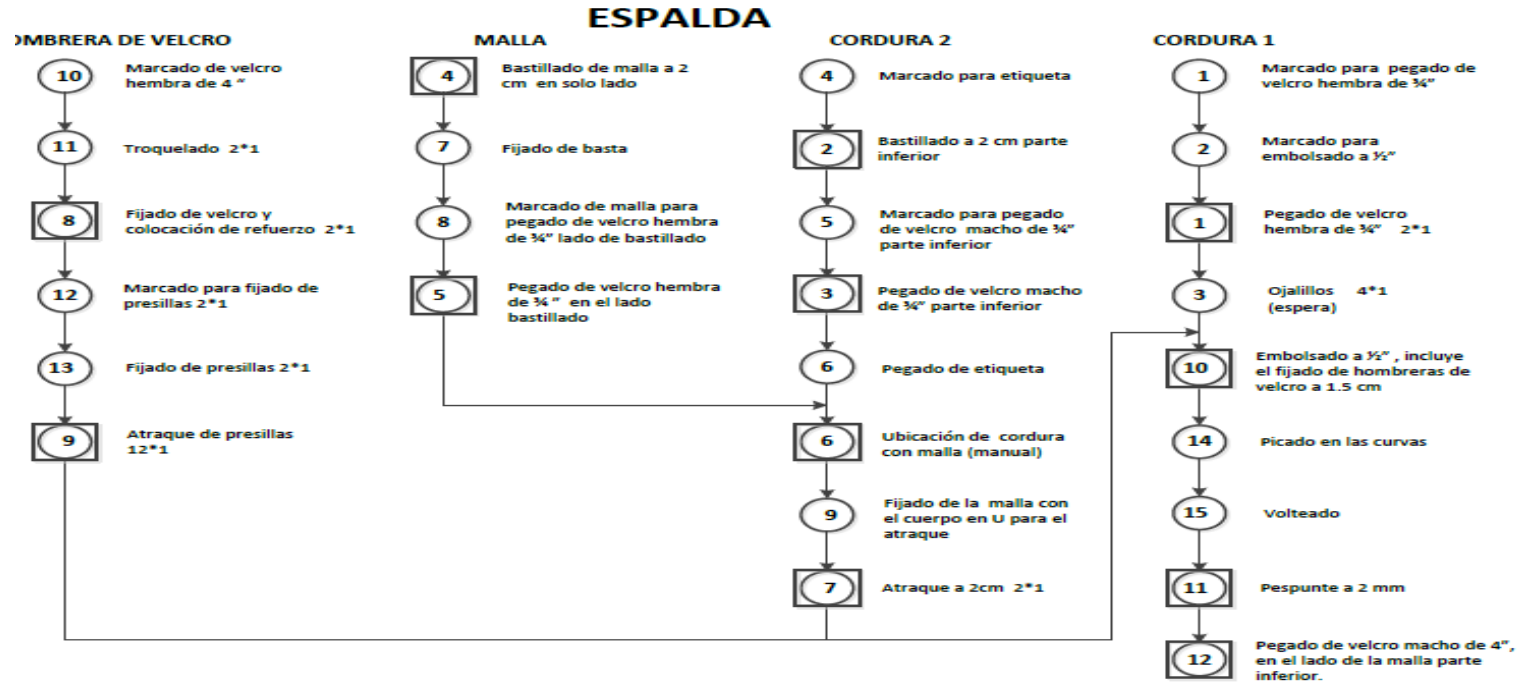 ESPALDA
OMBRERA DE VELCRO
10
Marcado de velcro
hembra de 4 "
11
Troquelado 2*1
8
Fijado de velcro y
colocación de refuerzo 2*1
12
Marcado para fijado de
presillas 2*1
13
Fijado de presillas 2*1
9
Atraque de presillas
12*1
MALLA
4
Bastillado de malla a 2
cm en solo lado
7
Fijado de basta
8
Marcado de malla para
pegado de velcro hembra
de ¾" lado de bastillado
5
Pegado de velcro hembra
de ¾ " en el lado
bastillado
CORDURA 2
4
Marcado para etiqueta
2
Bastillado a 2 cm parte
inferior
5
Marcado para pegado
de velcro macho de ¾"
parte inferior
3
Pegado de velcro macho
de ¾" parte inferior
6
Pegado de etiqueta
6
Ubicación de cordura
con malla (manual)
9
Fijado de la malla con
el cuerpo en U para el
atraque
7
Atraque a 2cm 2*1
CORDURA 1
1
Marcado para pegado de
velcro hembra de ¾"
2
Marcado para
embolsado a ½"
1
Pegado de velcro
hembra de ¾" 2*1
3
Ojalillos 4*1
(espera)
10
Embolsado a ½" , incluye
el fijado de hombreras de
velcro a 1.5 cm
14
Picado en las curvas
15
Volteado
11
Pespunte a 2 mm
12
Pegado de velcro macho de 4",
en el lado de la malla parte
inferior.